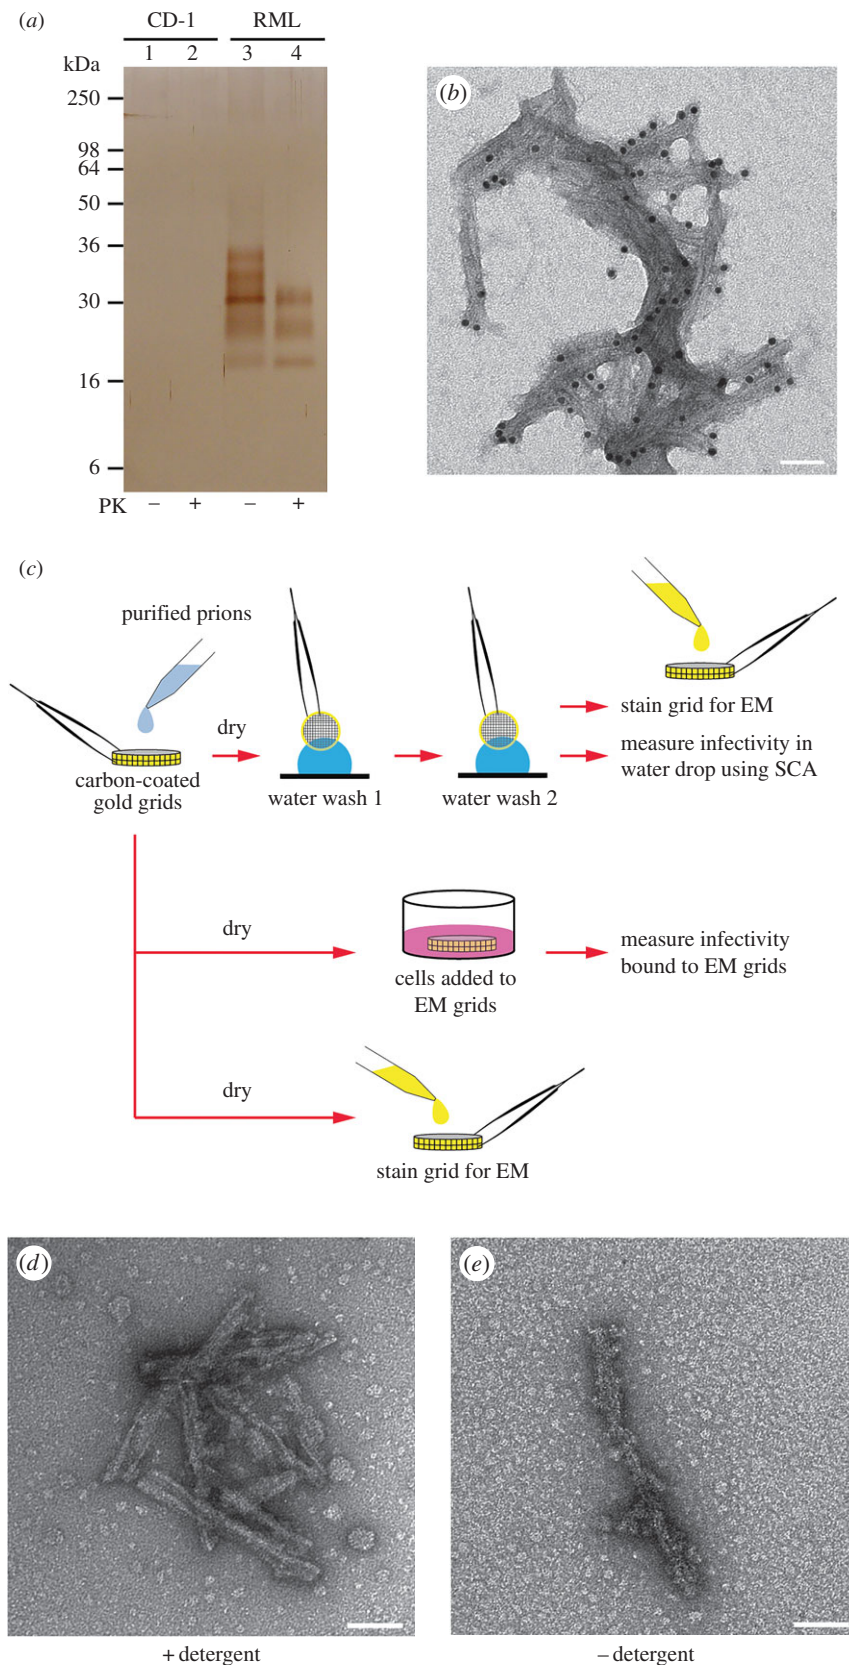 (a)
CD-1 RML
1 2 3 4
kDa
250
98
64
50
36
30
16
6
PK – + – +
(b)
(c)
purified prions
dry
carbon-coated
gold grids
water wash 1
water wash 2
stain grid for EM
measure infectivity in
water drop using SCA
dry
cells added to
EM grids
measure infectivity
bound to EM grids
dry
stain grid for EM
(d)
+ detergent
(e)
– detergent